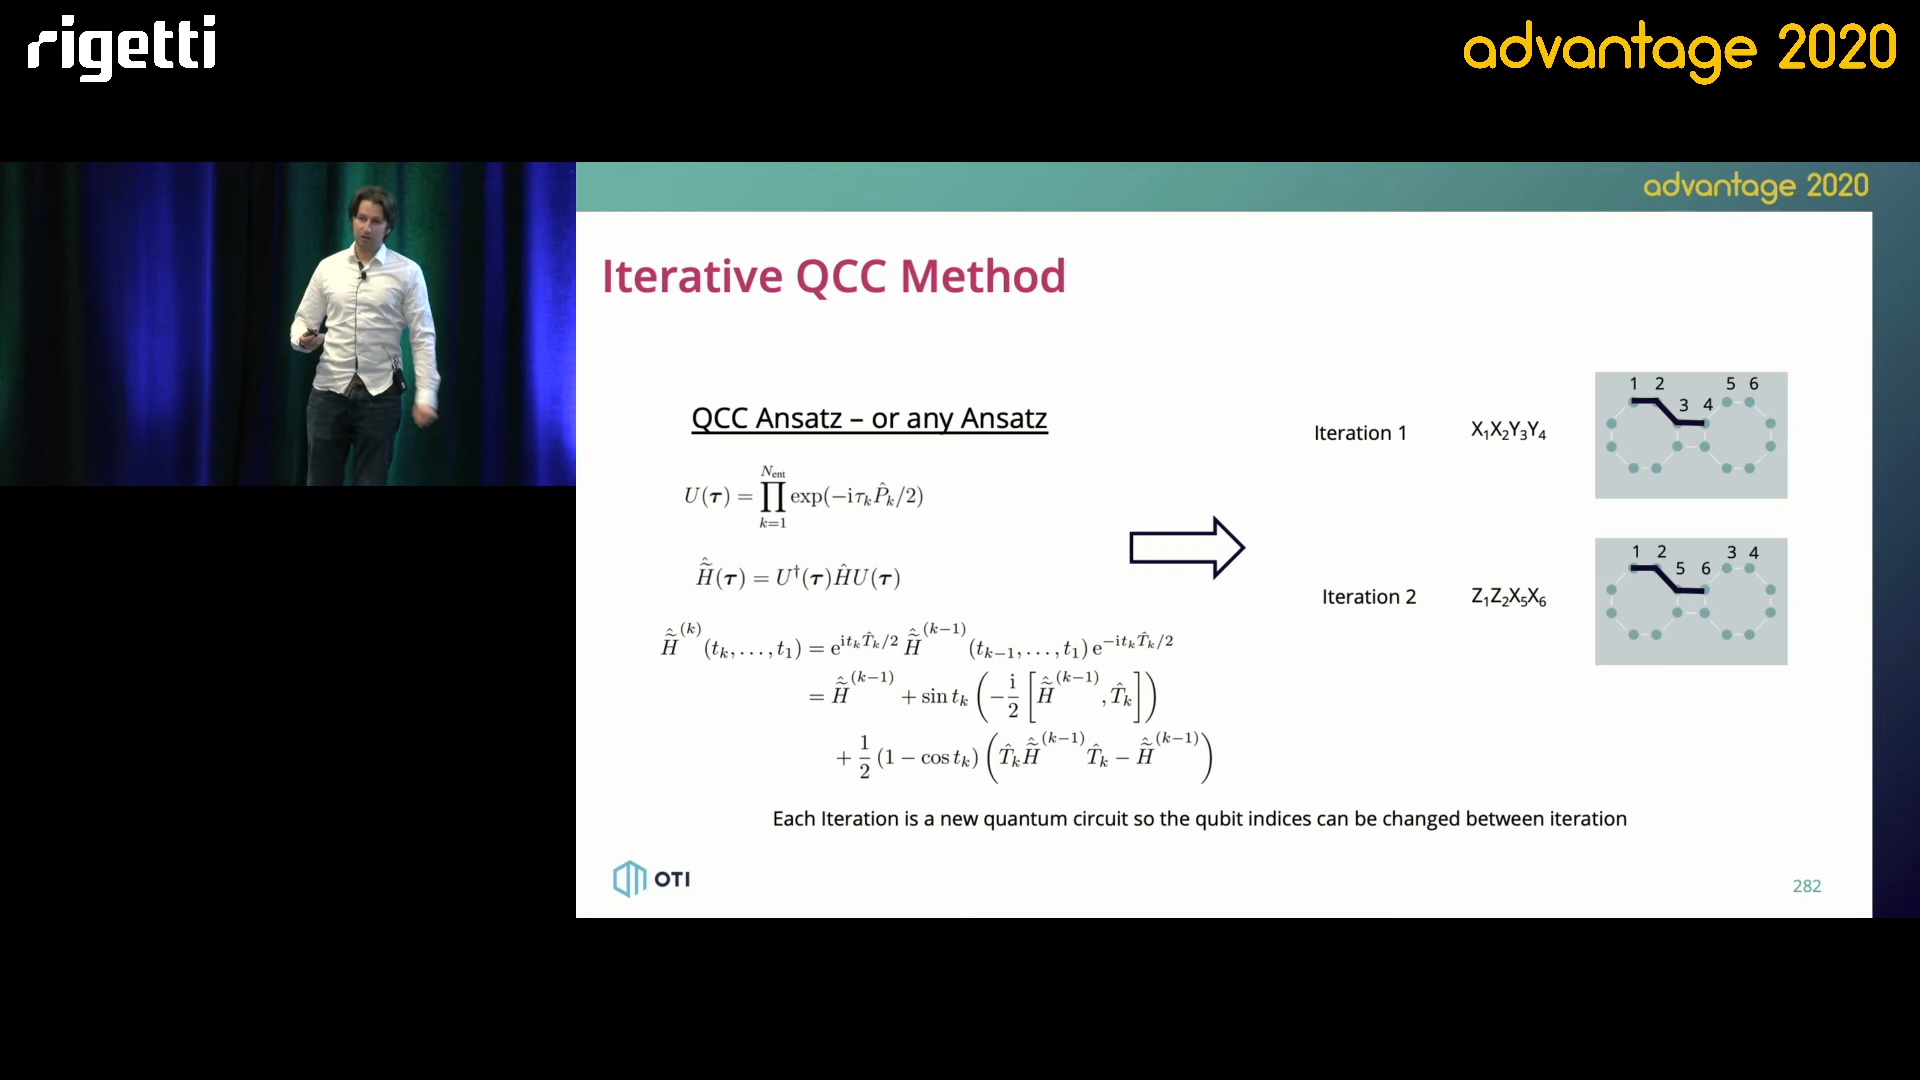 rigetti
advantage 2020
advantage 2020
Iterative QCC Method
QCC Ansatz – or any Ansatz
U(τ) = ∏_{k=1}^{N_ent} exp(−iτ_k P̂_k/2)
H̃̂(τ) = U†(τ)ĤU(τ)
H̃̂^(k) (t_k, …, t_1) = e^{it_k T̂_k/2} H̃̂^(k−1) (t_{k−1}, …, t_1) e^{−it_k T̂_k/2}
= H̃̂^(k−1) + sin t_k (−i/2 [H̃̂^(k−1), T̂_k])
+ 1/2 (1 − cos t_k) (T̂_k H̃̂^(k−1) T̂_k − H̃̂^(k−1))
Iteration 1
X₁X₂Y₃Y₄
1 2 5 6
3 4
Iteration 2
Z₁Z₂X₅X₆
1 2 3 4
5 6
Each Iteration is a new quantum circuit so the qubit indices can be changed between iteration
OTI
282